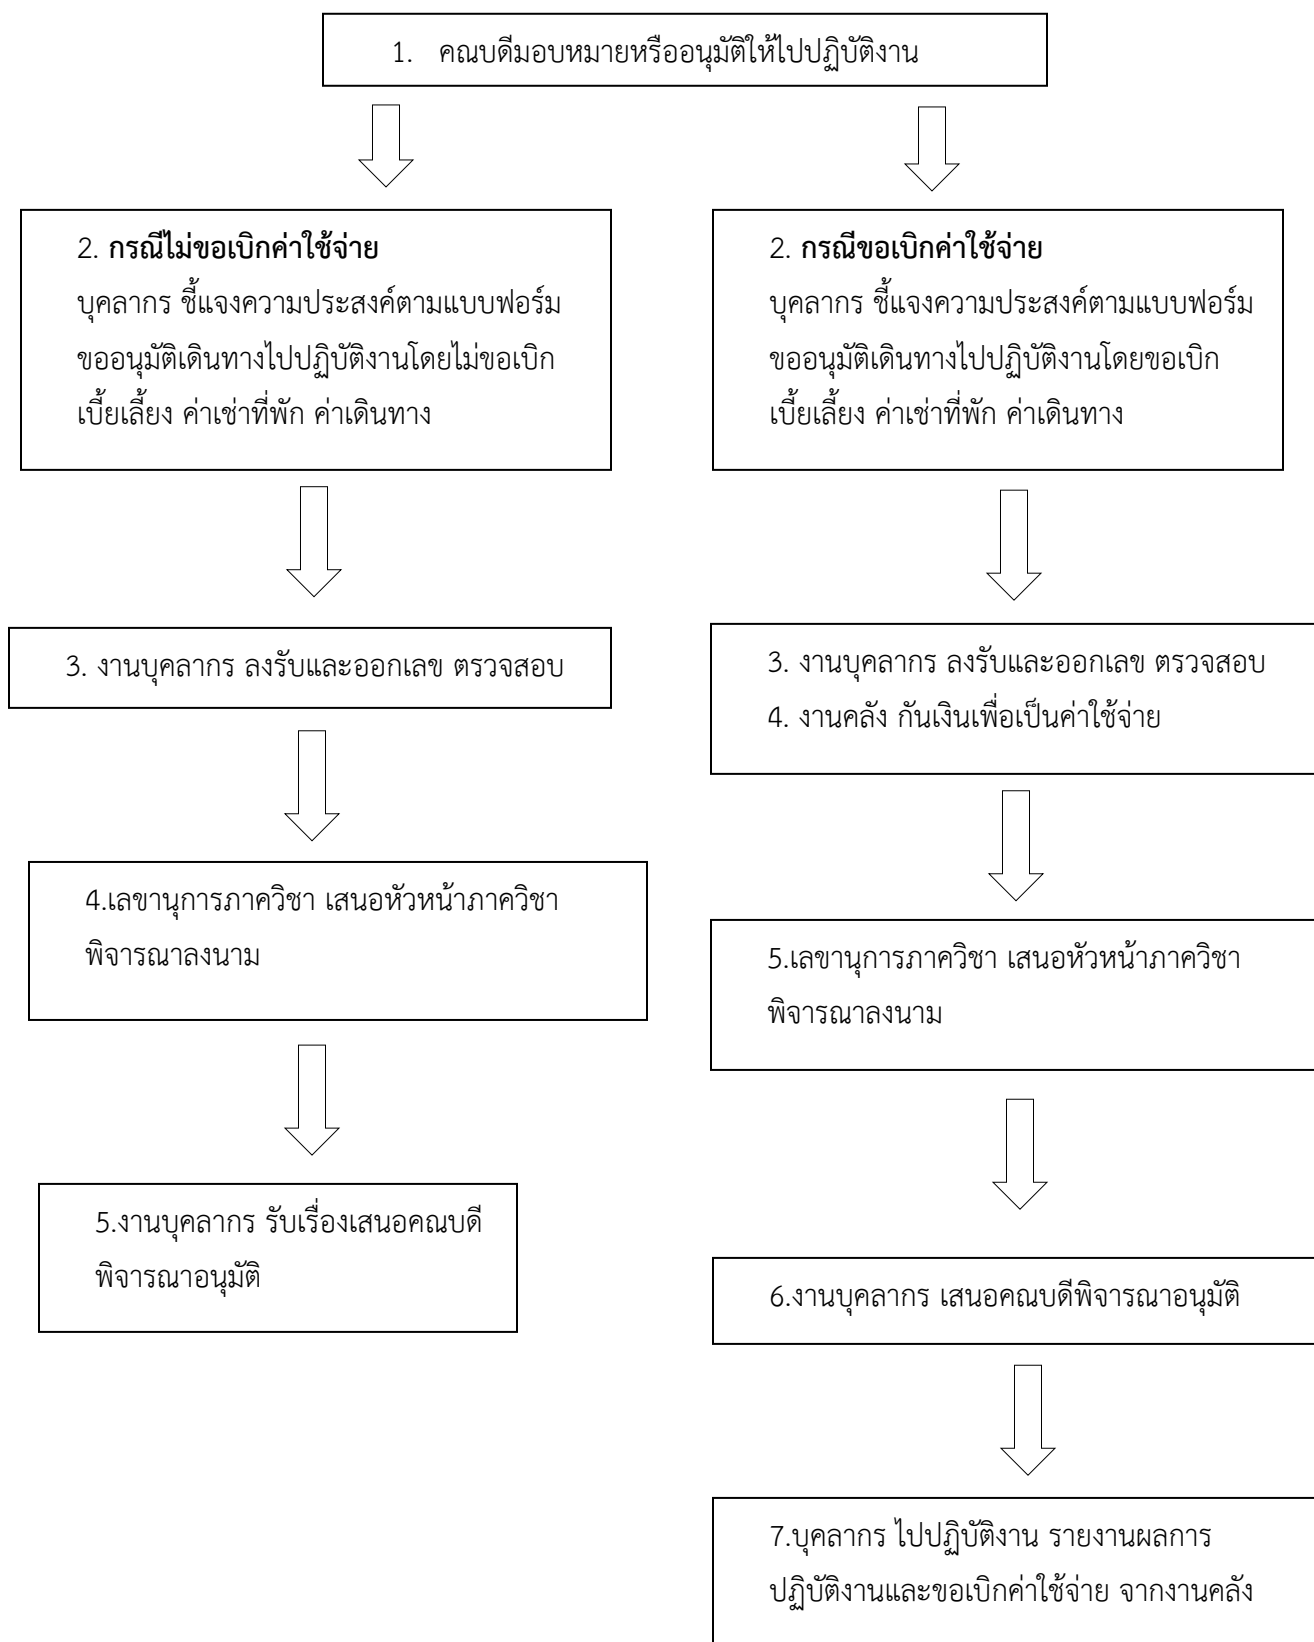 1. คณบดีมอบหมายหรืออนุมัติให้ไปปฏิบัติงาน
2. กรณีไม่ขอเบิกค่าใช้จ่าย
บุคลากร ชี้แจงความประสงค์ตามแบบฟอร์ม
ขออนุมัติเดินทางไปปฏิบัติงานโดยไม่ขอเบิก
เบี้ยเลี้ยง ค่าเช่าที่พัก ค่าเดินทาง
3. งานบุคลากร ลงรับและออกเลข ตรวจสอบ
4.เลขานุการภาควิชา เสนอหัวหน้าภาควิชา
พิจารณาลงนาม
5.งานบุคลากร รับเรื่องเสนอคณบดี
พิจารณาอนุมัติ
2. กรณีขอเบิกค่าใช้จ่าย
บุคลากร ชี้แจงความประสงค์ตามแบบฟอร์ม
ขออนุมัติเดินทางไปปฏิบัติงานโดยขอเบิก
เบี้ยเลี้ยง ค่าเช่าที่พัก ค่าเดินทาง
3. งานบุคลากร ลงรับและออกเลข ตรวจสอบ
4. งานคลัง กันเงินเพื่อเป็นค่าใช้จ่าย
5.เลขานุการภาควิชา เสนอหัวหน้าภาควิชา
พิจารณาลงนาม
6.งานบุคลากร เสนอคณบดีพิจารณาอนุมัติ
7.บุคลากร ไปปฏิบัติงาน รายงานผลการ
ปฏิบัติงานและขอเบิกค่าใช้จ่าย จากงานคลัง